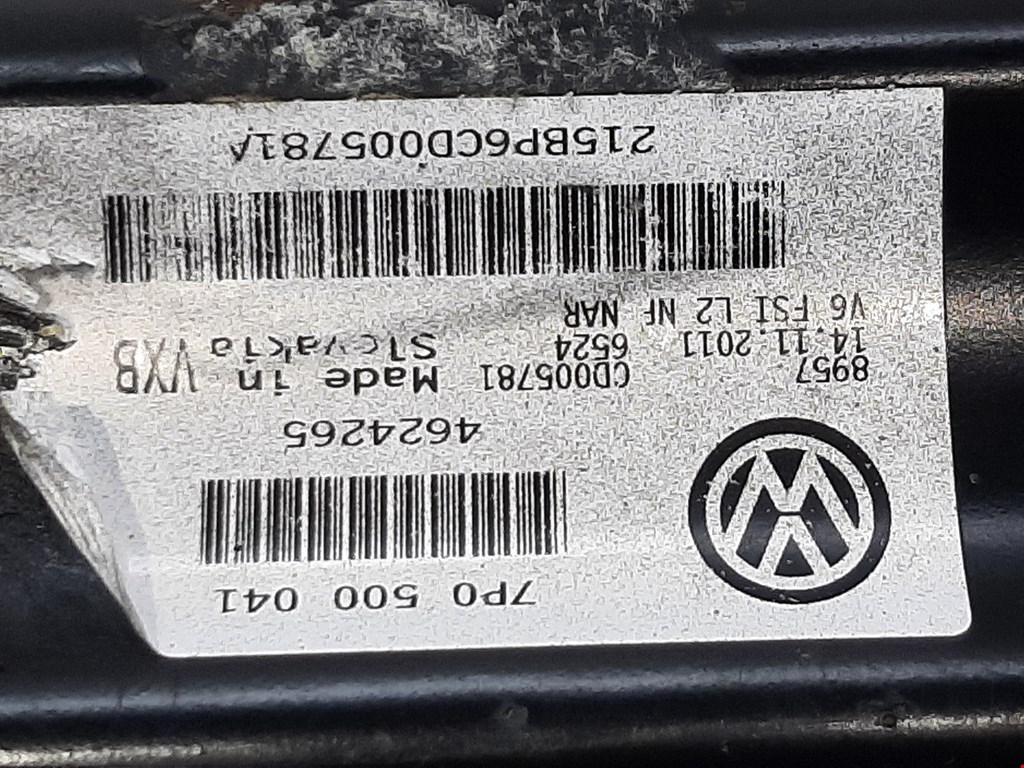 7P0 500 041
4624265
8957 CD005781 Made in VXB
14.11.2011 6524 Slovakia
V6 FSI L2 NF NAR
215BP6CD005781A